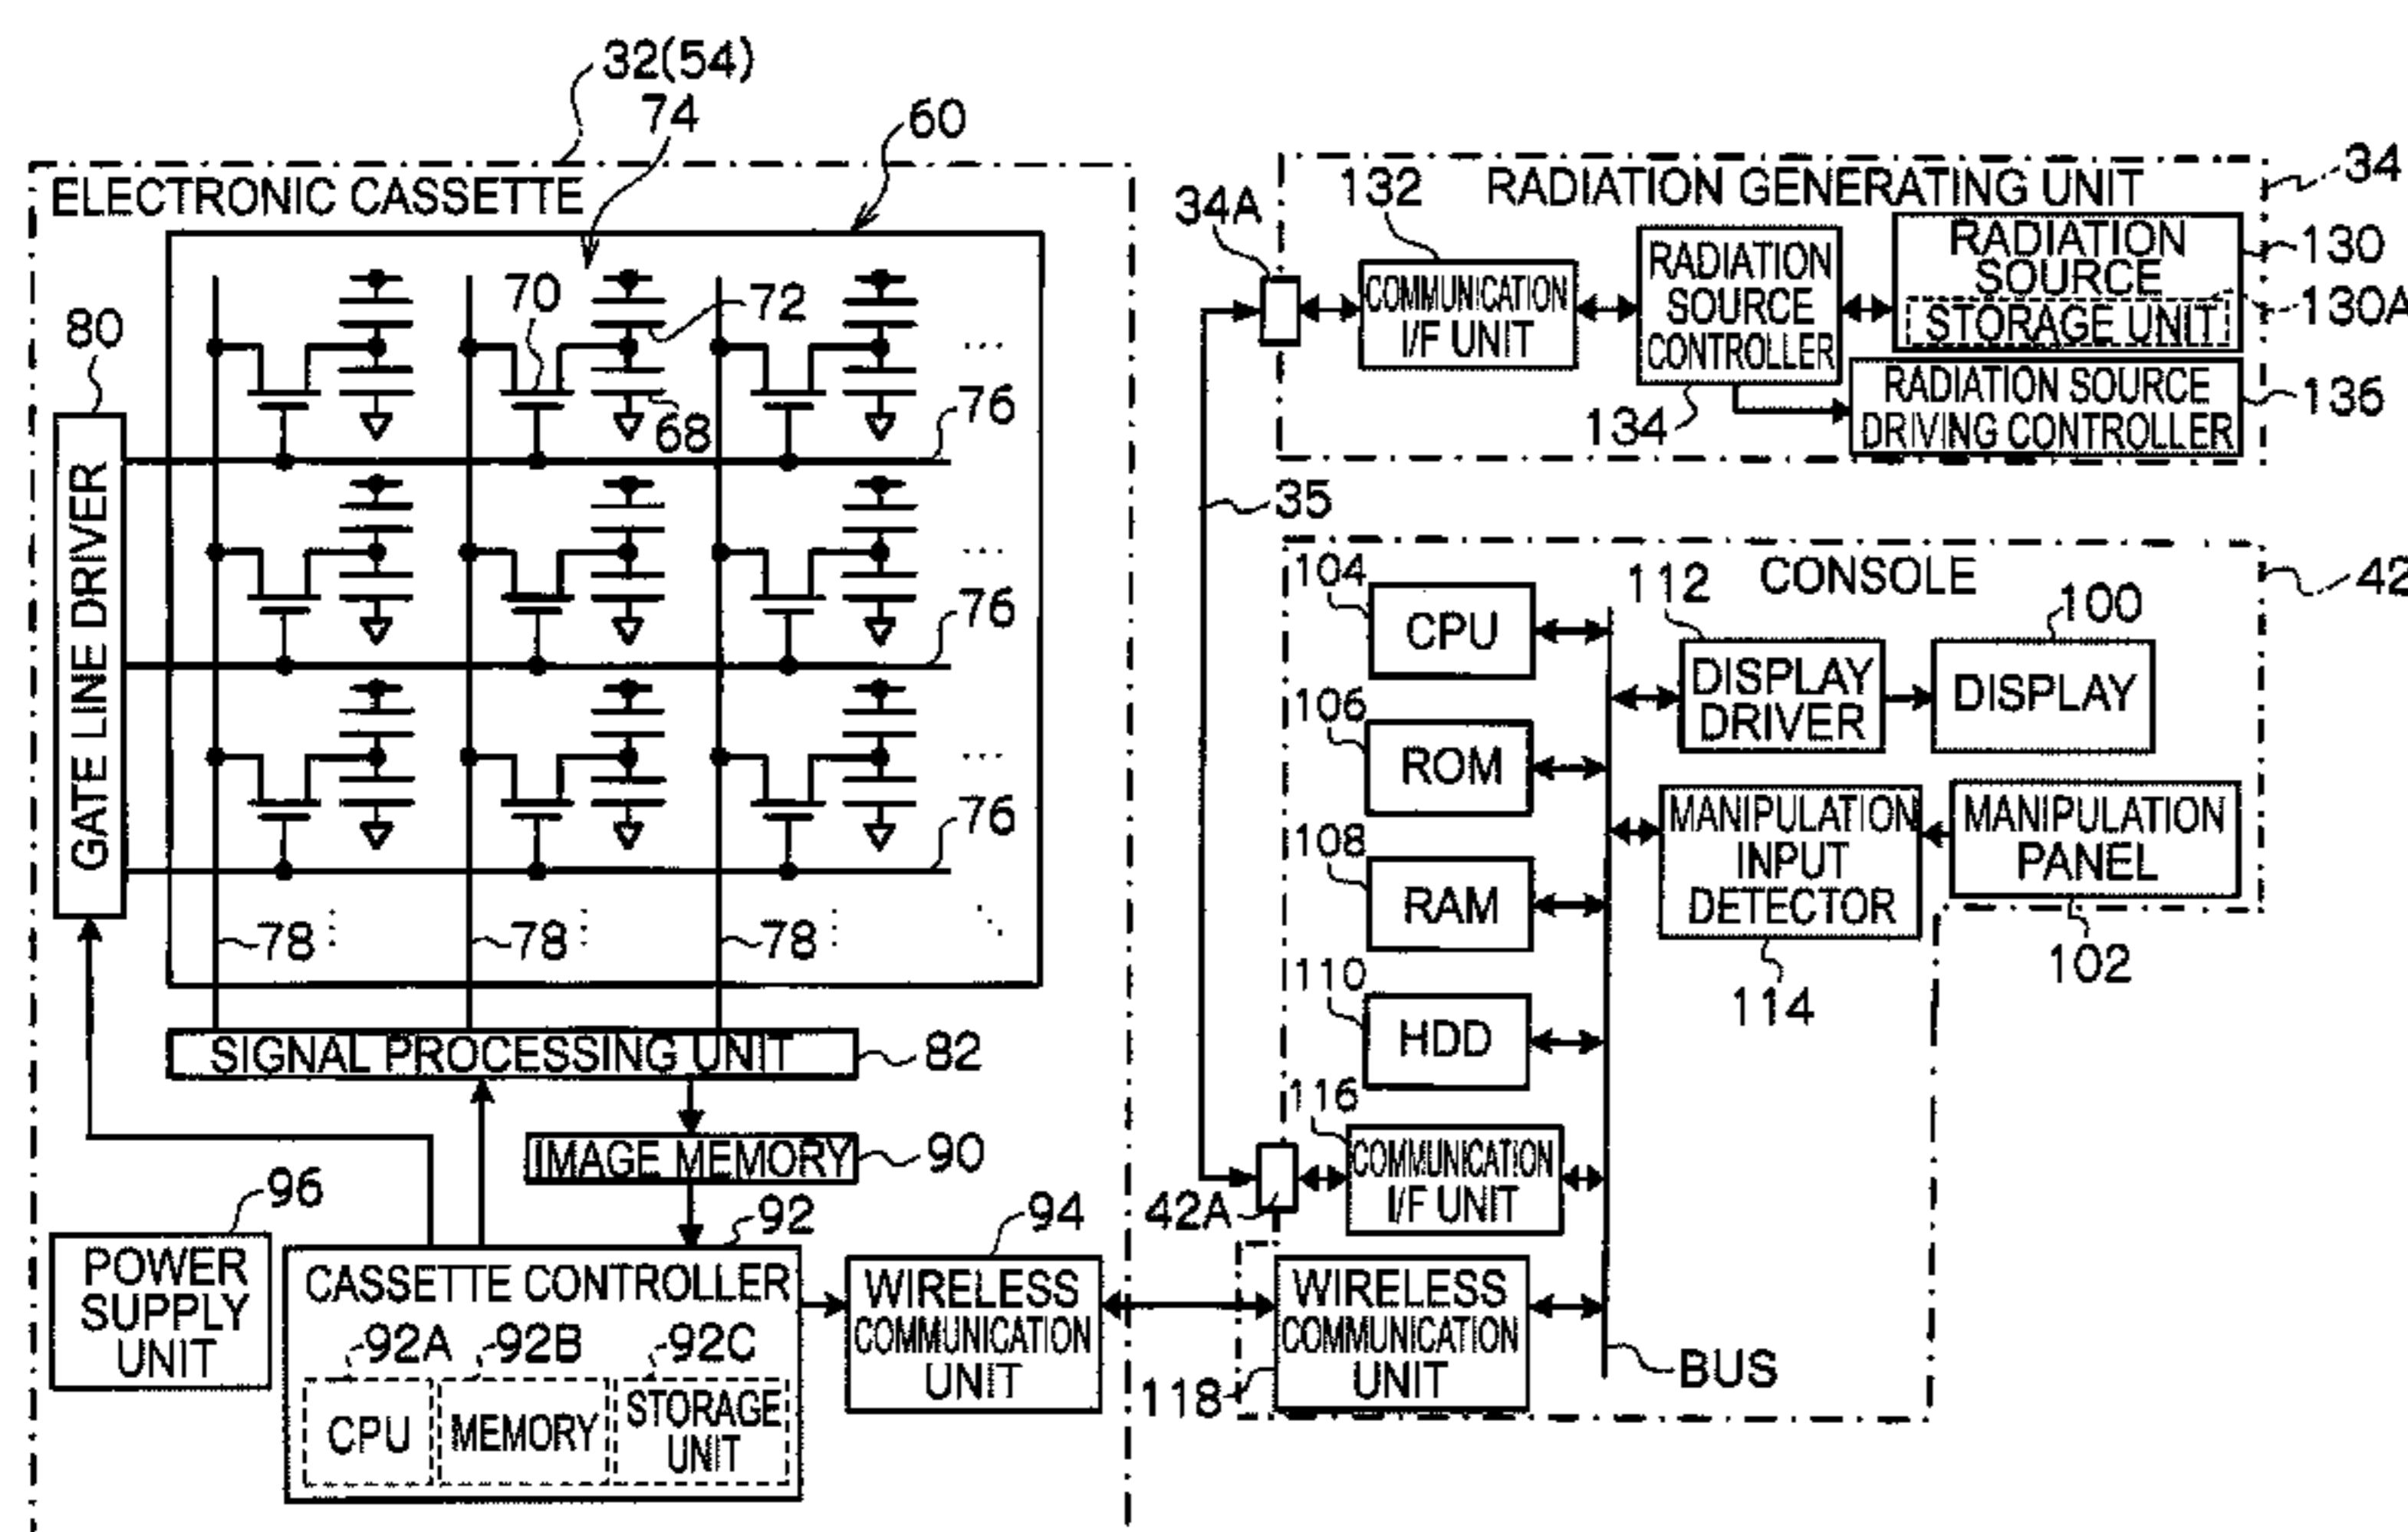 32(54)
74
60
ELECTRONIC CASSETTE
70
72
68
80
GATE LINE DRIVER
76
...
76
...
76
...
78
78
78
SIGNAL PROCESSING UNIT
82
IMAGE MEMORY
90
96
POWER
SUPPLY
UNIT
92
CASSETTE CONTROLLER
92A
92B
92C
CPU
MEMORY
STORAGE
UNIT
94
WIRELESS
COMMUNICATION
UNIT
34A
35
132
RADIATION GENERATING UNIT
34
COMMUNICATION
I/F UNIT
RADIATION
SOURCE
CONTROLLER
134
RADIATION
SOURCE
130
STORAGE UNIT
130A
RADIATION SOURCE
DRIVING CONTROLLER
136
CONSOLE
42
104
CPU
106
ROM
108
RAM
110
HDD
116
COMMUNICATION
I/F UNIT
42A
WIRELESS
COMMUNICATION
UNIT
118
112
DISPLAY
DRIVER
100
DISPLAY
MANIPULATION
INPUT
DETECTOR
114
MANIPULATION
PANEL
102
BUS